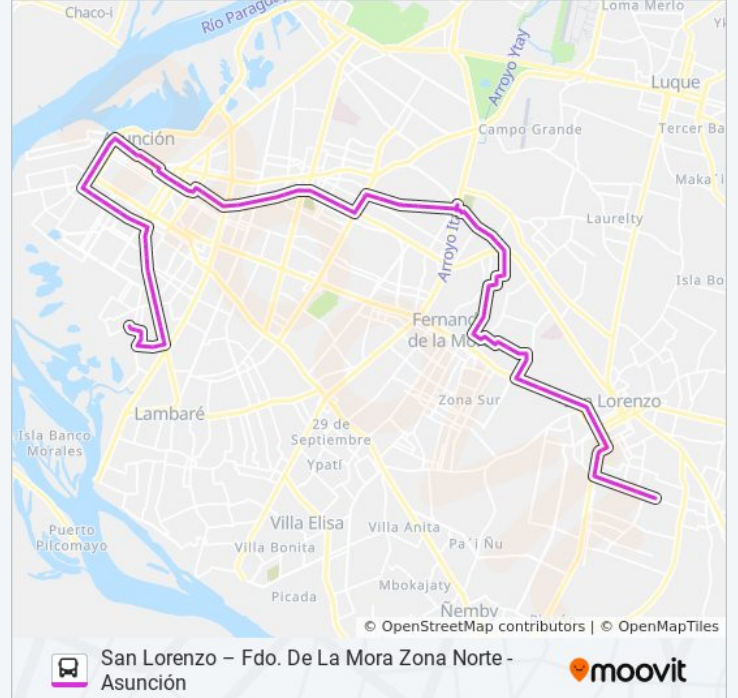 Chaco-i
Río Paraguay
Loma Merlo
Arroyo Ytay
Luque
Asunción
Campo Grande
Tercer Ba
Maka'i
Laurelty
Arroyo It
Isla Bo
Fernand
de la Mo
Lorenzo
Zona Sur
Lambaré
29 de
Septiembre
Isla Banco
Morales
Ypatí
Villa Elisa
Villa Anita
Puerto
Pilcomayo
Villa Bonita
Pa'i Ñu
Mbokajaty
Picada
Ñemby
© OpenStreetMap contributors | © OpenMapTiles
San Lorenzo – Fdo. De La Mora Zona Norte -
Asunción
moovit